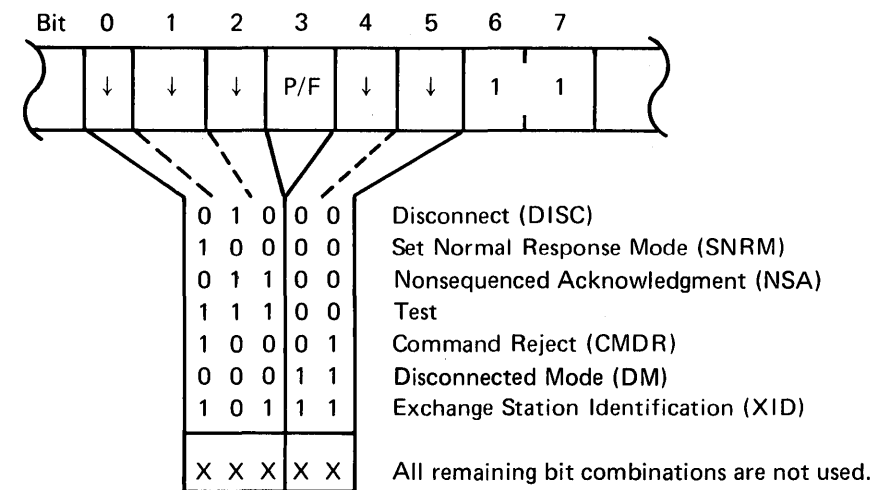 Bit 0 1 2 3 4 5 6 7
↓ ↓ ↓ P/F ↓ ↓ 1 1
0 1 0 0 0 Disconnect (DISC)
1 0 0 0 0 Set Normal Response Mode (SNRM)
0 1 1 0 0 Nonsequenced Acknowledgment (NSA)
1 1 1 0 0 Test
1 0 0 0 1 Command Reject (CMDR)
0 0 0 1 1 Disconnected Mode (DM)
1 0 1 1 1 Exchange Station Identification (XID)
X X X X X All remaining bit combinations are not used.